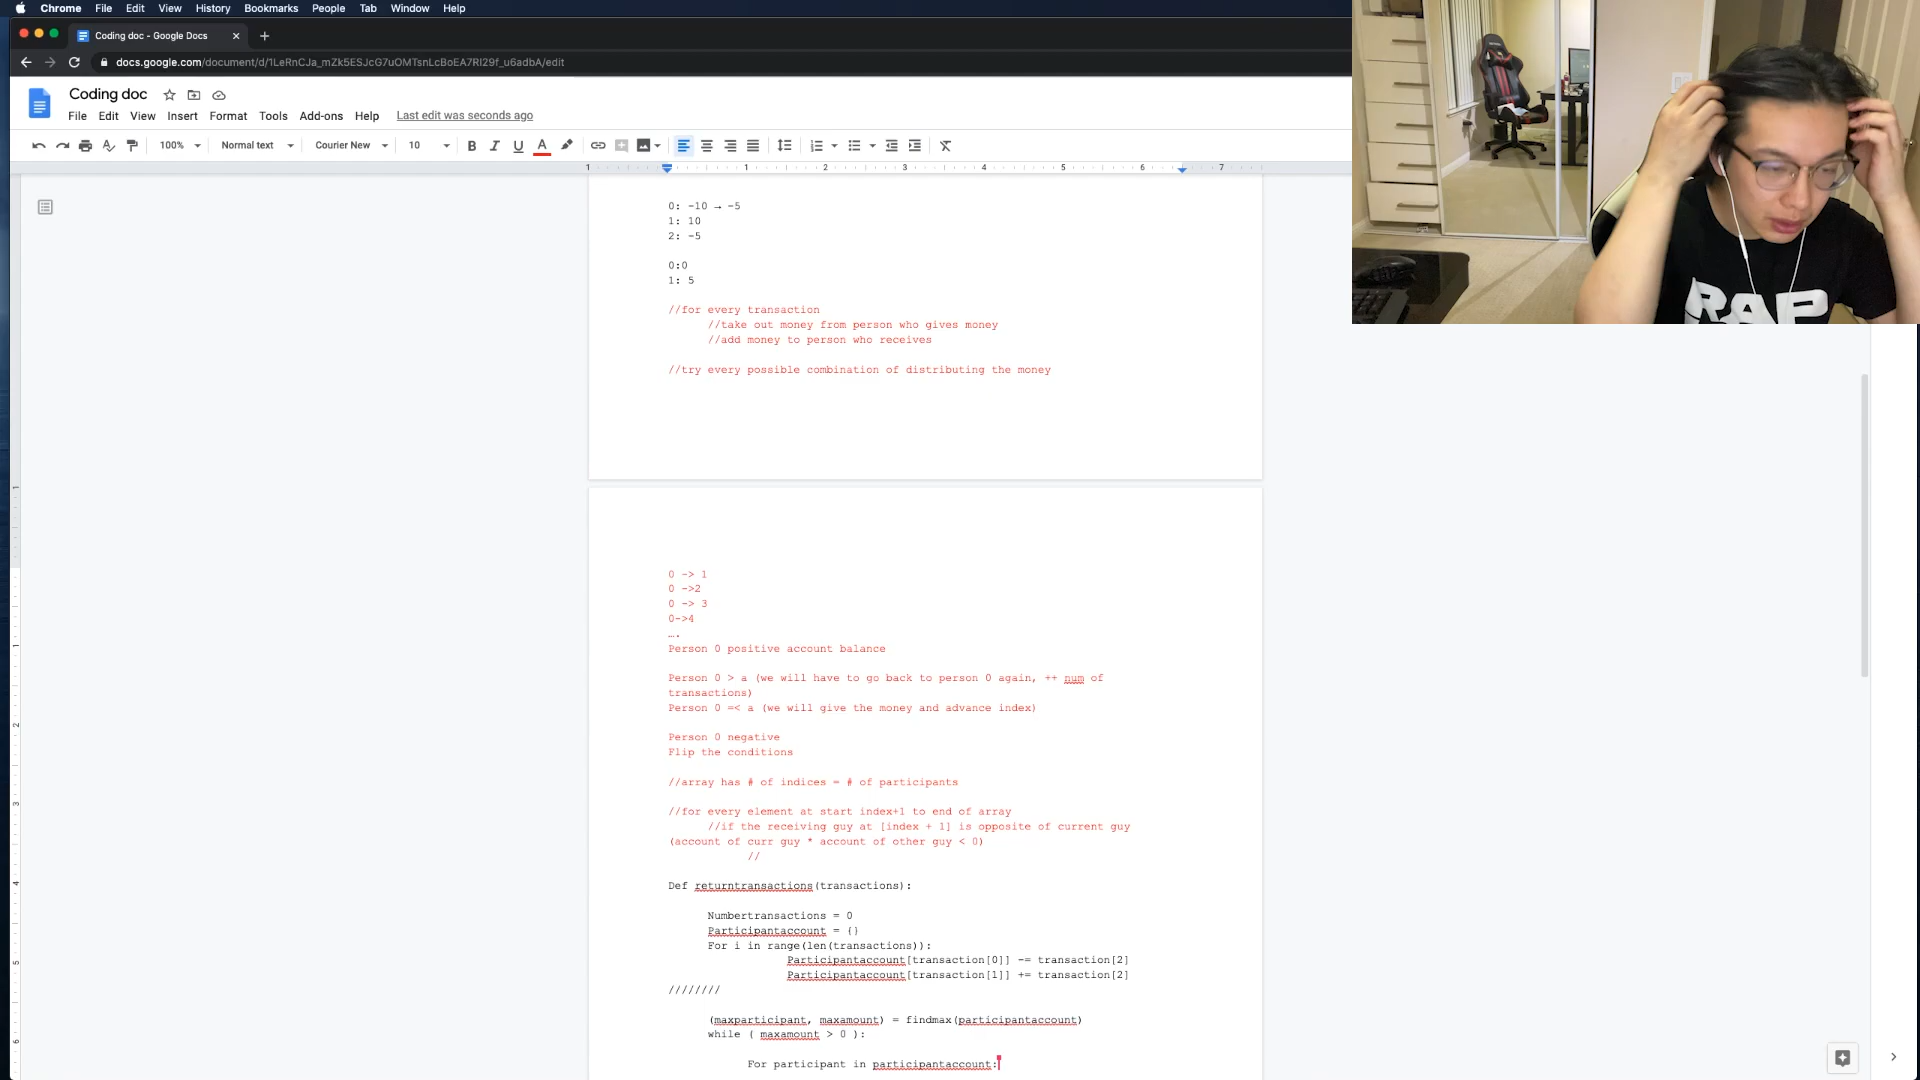 Chrome File Edit View History Bookmarks People Tab Window Help
Coding doc - Google Docs
docs.google.com/document/d/1LeRnCJa_mZk5ESJcG7uOMTsnLcBoEA7RI29f_u6adbA/edit
Coding doc
File Edit View Insert Format Tools Add-ons Help Last edit was seconds ago
100% Normal text Courier New 10 B I U A
1 1 2 3 4 5 6 7
0: -10 → -5
1: 10
2: -5
0:0
1: 5
//for every transaction
//take out money from person who gives money
//add money to person who receives
//try every possible combination of distributing the money
0 -> 1
0 ->2
0 -> 3
0->4
….
Person 0 positive account balance
Person 0 > a (we will have to go back to person 0 again, ++ num of
transactions)
Person 0 =< a (we will give the money and advance index)
Person 0 negative
Flip the conditions
//array has # of indices = # of participants
//for every element at start index+1 to end of array
//if the receiving guy at [index + 1] is opposite of current guy
(account of curr guy * account of other guy < 0)
//
Def returntransactions(transactions):
Numbertransactions = 0
Participantaccount = {}
For i in range(len(transactions)):
Participantaccount[transaction[0]] -= transaction[2]
Participantaccount[transaction[1]] += transaction[2]
////////
(maxparticipant, maxamount) = findmax(participantaccount)
while ( maxamount > 0 ):
For participant in participantaccount:
RAP